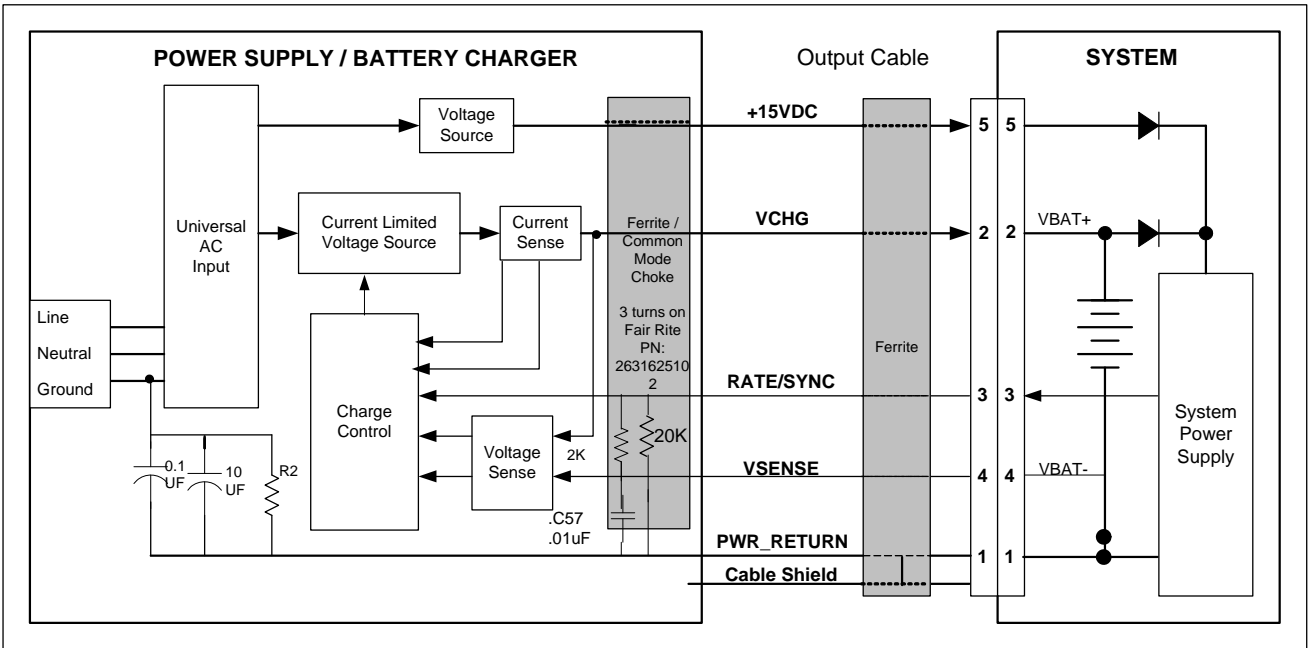 POWER SUPPLY / BATTERY CHARGER
Output Cable
SYSTEM
Voltage
Source
+15VDC
5
5
Universal
AC
Input
Current Limited
Voltage Source
Current
Sense
Ferrite /
Common
Mode
Choke
3 turns on
Fair Rite
PN:
263162510
2
VCHG
2
2
VBAT+
Line
Neutral
Ground
Ferrite
RATE/SYNC
3
3
Charge
Control
System
Power
Supply
Voltage
Sense
2K
20K
VSENSE
4
4
VBAT-
0.1
UF
10
UF
R2
.C57
.01uF
PWR_RETURN
1
1
Cable Shield